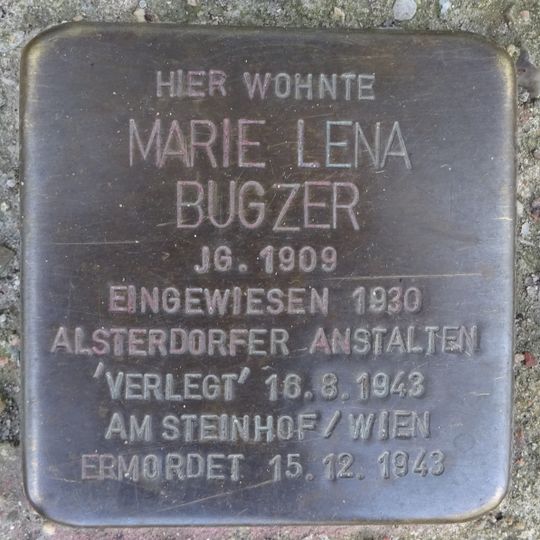 HIER WOHNTE
MARIE LENA
BUGZER
JG. 1909
EINGEWIESEN 1930
ALSTERDORFER ANSTALTEN
'VERLEGT' 16.8.1943
AM STEINHOF/WIEN
ERMORDET 15.12.1943